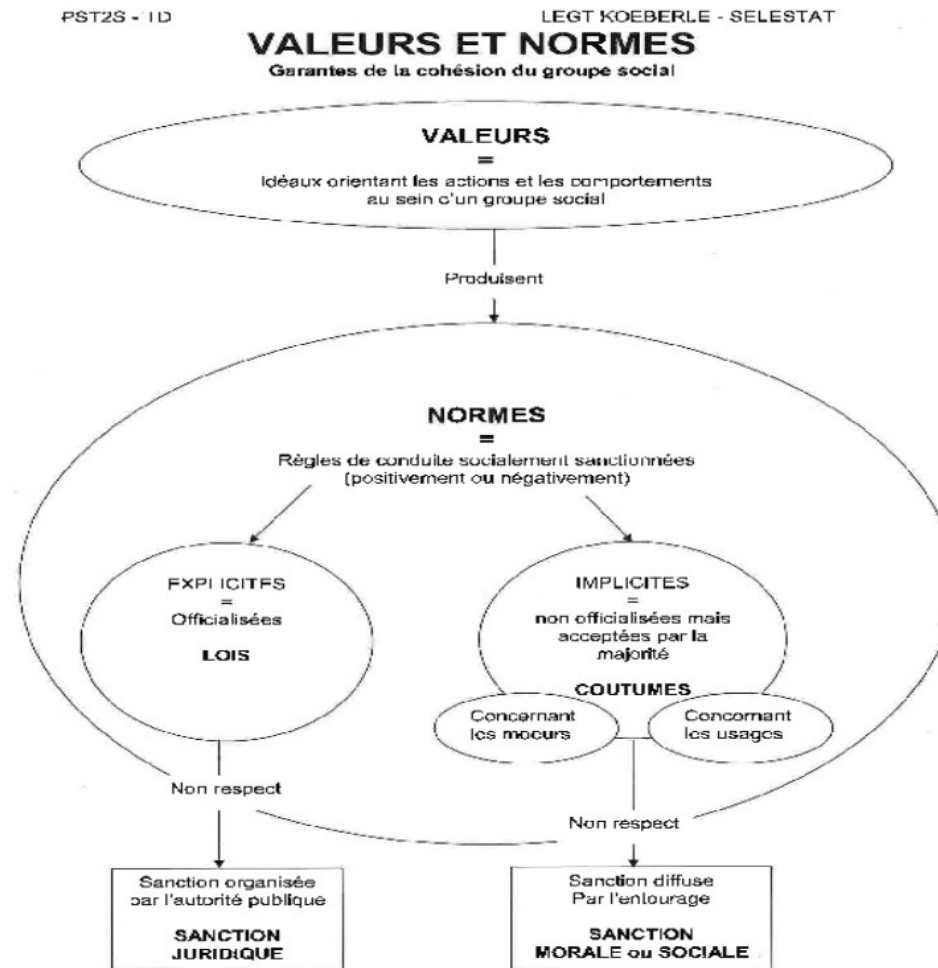 PST2S - TD
LEGT KOEBERLE - SELESTAT
VALEURS ET NORMES
Garantes de la cohésion du groupe social
VALEURS
=
Idéaux orientant les actions et les comportements
au sein d'un groupe social
Produisent
NORMES
=
Règles de conduite socialement sanctionnées
(positivement ou négativement)
EXPLICITES
=
Officialisées
LOIS
IMPLICITES
=
non officialisées mais
acceptées par la
majorité
COUTUMES
Concernant
les moeurs
Concernant
les usages
Non respect
Non respect
Sanction organisée
par l'autorité publique
SANCTION
JURIDIQUE
Sanction diffuse
Par l'entourage
SANCTION
MORALE ou SOCIALE